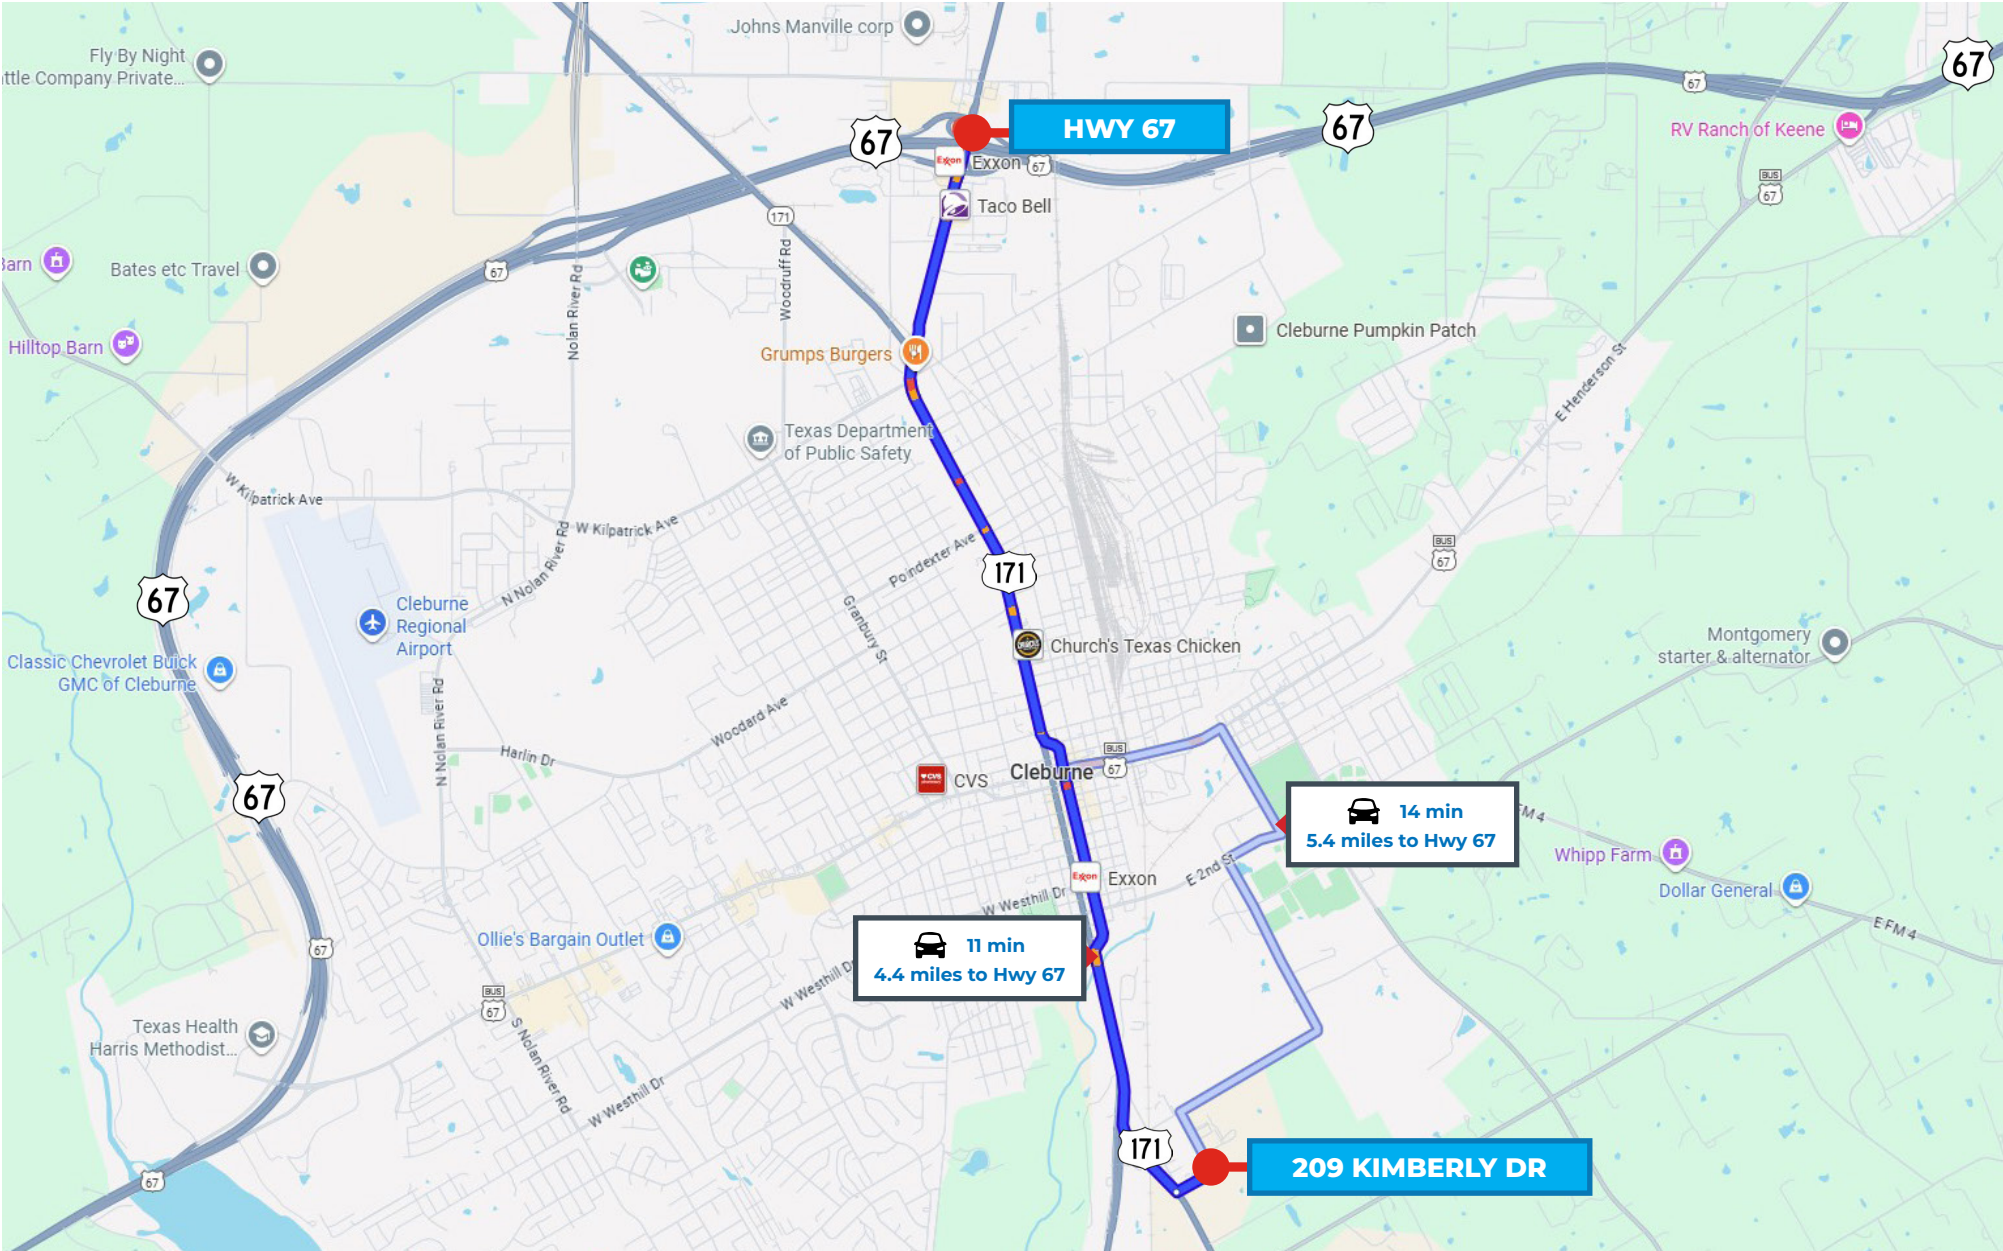 Johns Manville corp
Fly By Night
ttle Company Private...
67
67
HWY 67
67
67
RV Ranch of Keene
Exxon
Exxon
67
BUS
67
Taco Bell
171
Woodruff Rd
Barn
Bates etc Travel
67
Nolan River Rd
Cleburne Pumpkin Patch
Hilltop Barn
Grumps Burgers
E Henderson St
Texas Department
of Public Safety
W Kilpatrick Ave
W Kilpatrick Ave
N Nolan River Rd
Poindexter Ave
BUS
67
171
67
Cleburne
Regional
Airport
Granbury St
Church's Texas Chicken
Montgomery
starter & alternator
Classic Chevrolet Buick
GMC of Cleburne
N Nolan River Rd
Woodard Ave
Harlin Dr
BUS
67
Cleburne
CVS
CVS
67
14 min
5.4 miles to Hwy 67
FM 4
Whipp Farm
Dollar General
E 2nd St
Exxon
Exxon
W Westhill Dr
E FM 4
11 min
4.4 miles to Hwy 67
Ollie's Bargain Outlet
67
W Westhill Dr
BUS
67
Texas Health
Harris Methodist...
S Nolan River Rd
W Westhill Dr
171
209 KIMBERLY DR
67